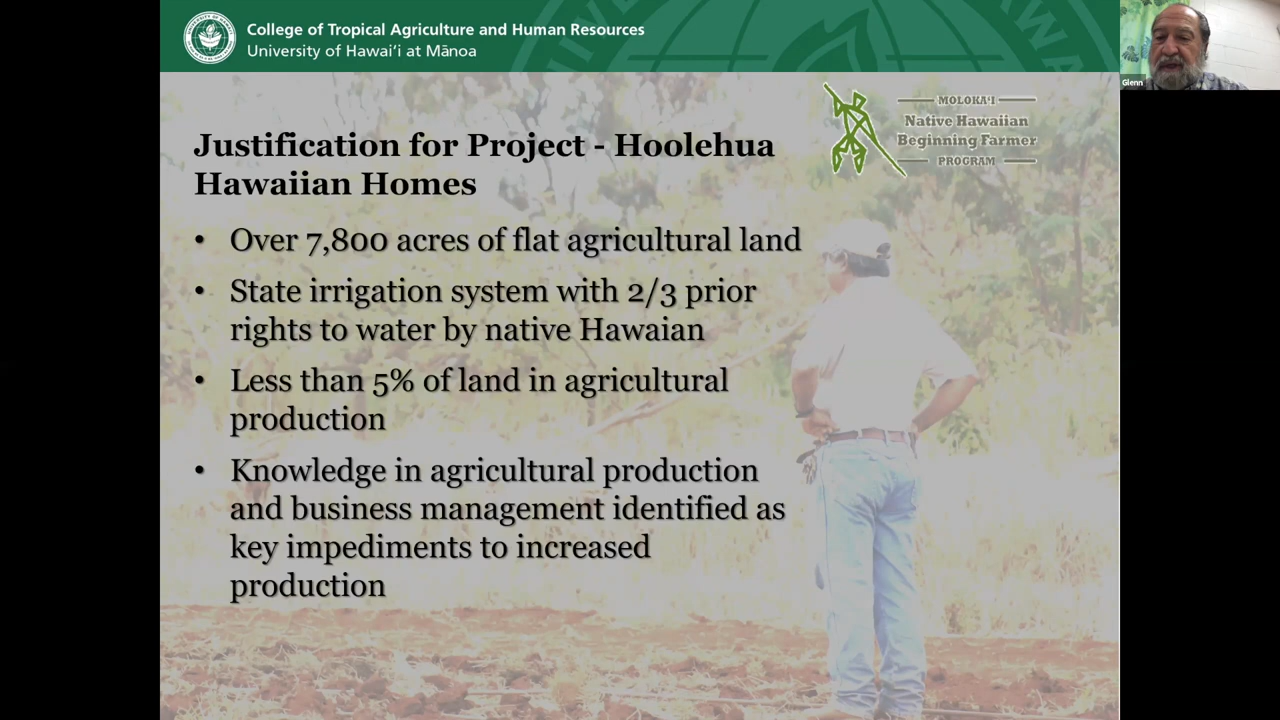 College of Tropical Agriculture and Human Resources
University of Hawai‘i at Mānoa
Glenn
MOLOKA‘I
Native Hawaiian
Beginning Farmer
PROGRAM
Justification for Project - Hoolehua
Hawaiian Homes
• Over 7,800 acres of flat agricultural land
• State irrigation system with 2/3 prior
rights to water by native Hawaian
• Less than 5% of land in agricultural
production
• Knowledge in agricultural production
and business management identified as
key impediments to increased
production